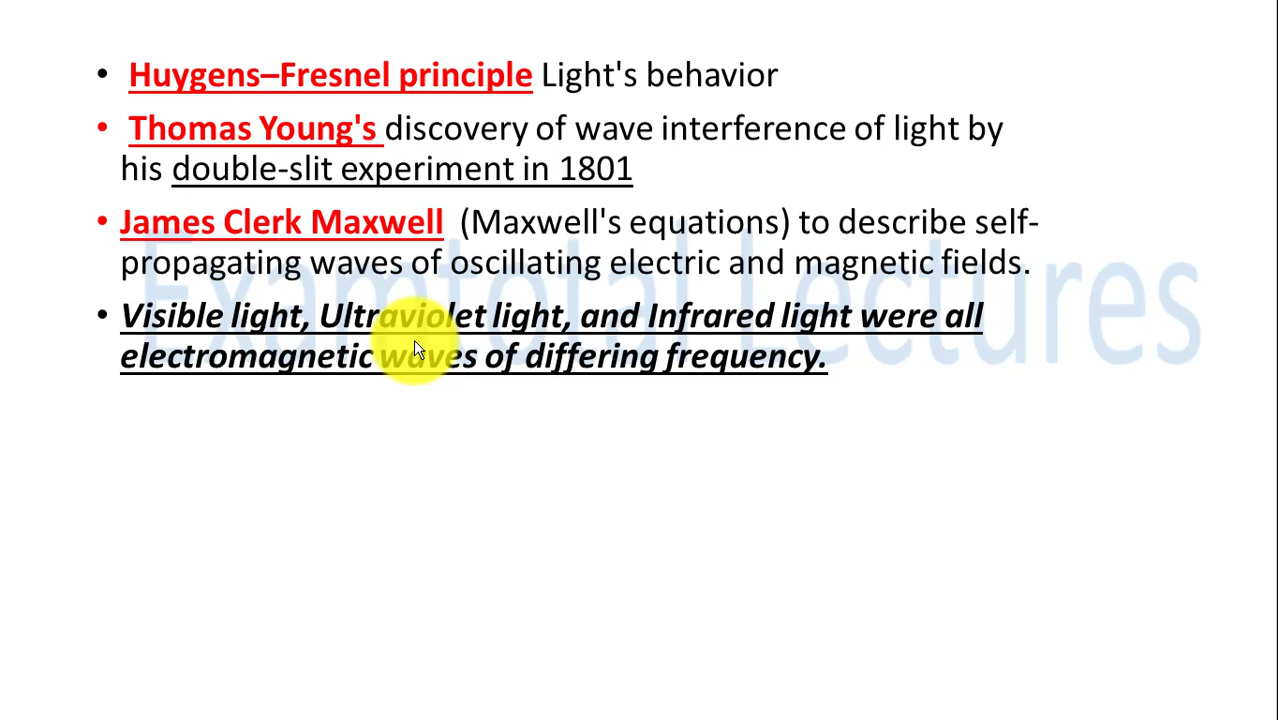 • Huygens–Fresnel principle Light's behavior
• Thomas Young's discovery of wave interference of light by
his double-slit experiment in 1801
• James Clerk Maxwell (Maxwell's equations) to describe self-
propagating waves of oscillating electric and magnetic fields.
• Visible light, Ultraviolet light, and Infrared light were all
electromagnetic waves of differing frequency.
Examtotal Lectures